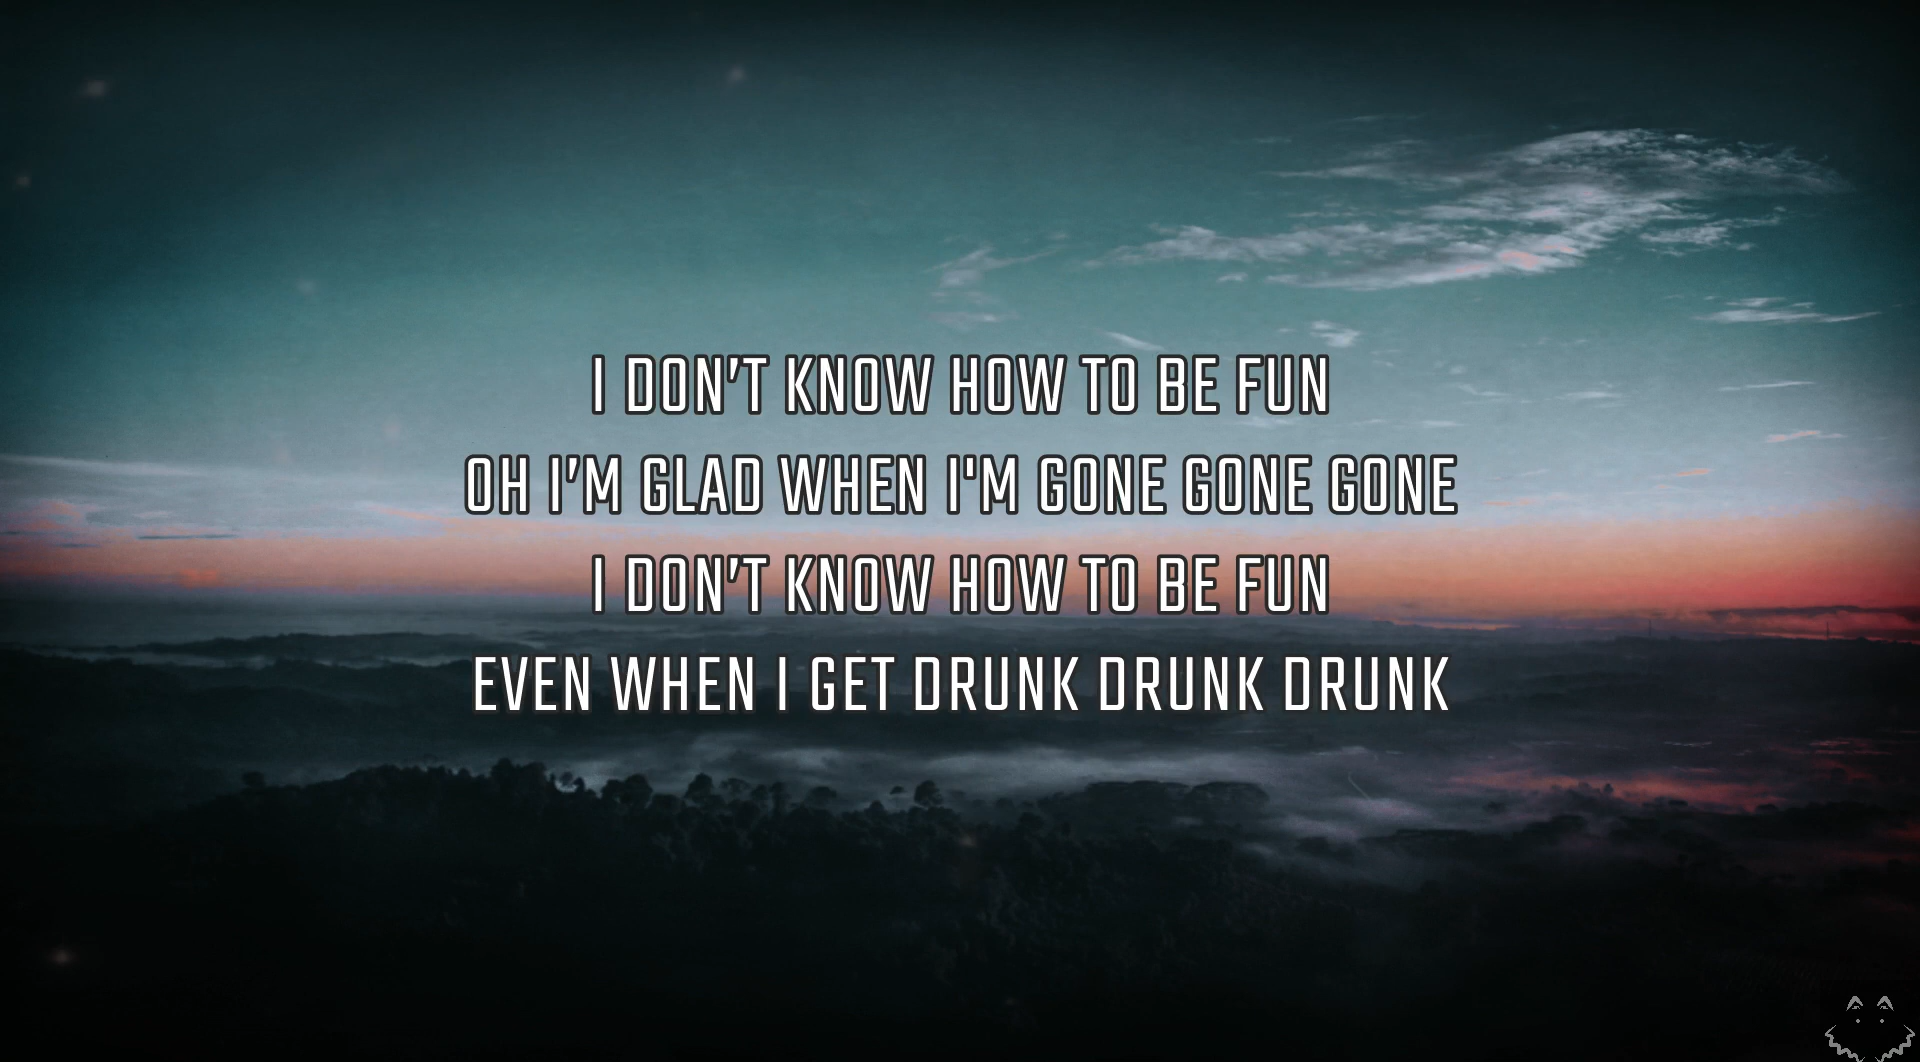 I DON'T KNOW HOW TO BE FUN
OH I'M GLAD WHEN I'M GONE GONE GONE
I DON'T KNOW HOW TO BE FUN
EVEN WHEN I GET DRUNK DRUNK DRUNK